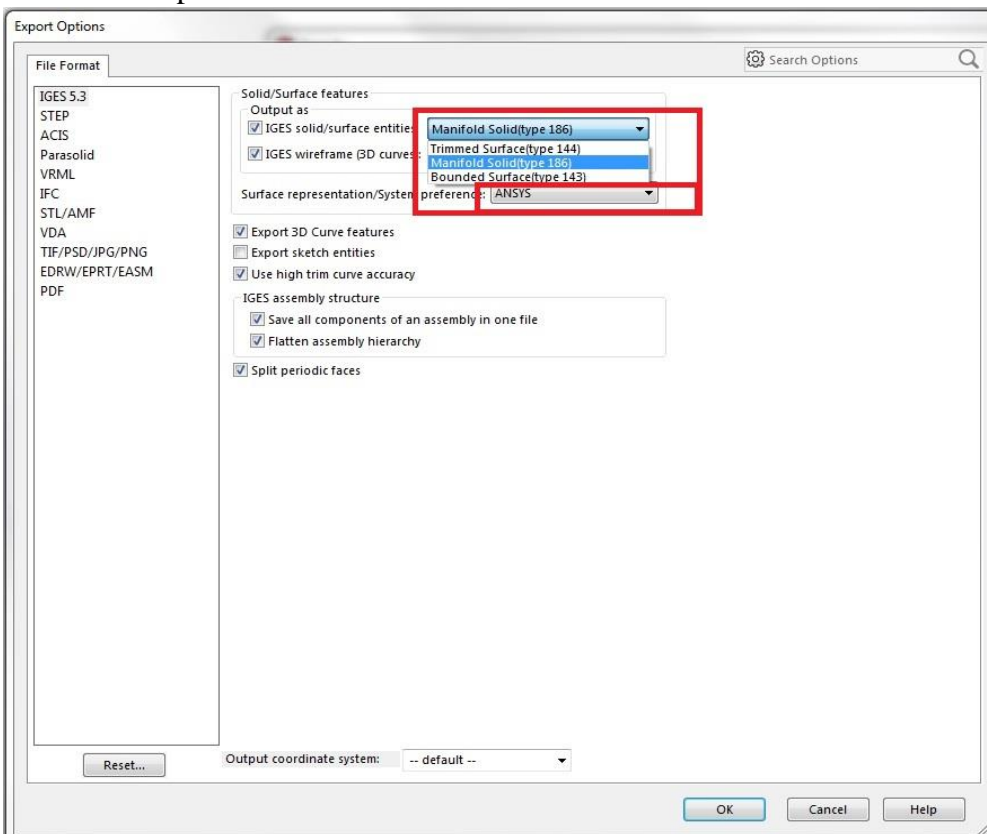 Export Options
Search Options
File Format
IGES 5.3
STEP
ACIS
Parasolid
VRML
IFC
STL/AMF
VDA
TIF/PSD/JPG/PNG
EDRW/EPRT/EASM
PDF
Solid/Surface features
Output as
IGES solid/surface entitie Manifold Solid(type 186)
Trimmed Surface(type 144)
IGES wireframe (3D curves
Manifold Solid(type 186)
Bounded Surface(type 143)
Surface representation/System preference: ANSYS
Export 3D Curve features
Export sketch entities
Use high trim curve accuracy
IGES assembly structure
Save all components of an assembly in one file
Flatten assembly hierarchy
Split periodic faces
Reset...
Output coordinate system: -- default --
OK Cancel Help